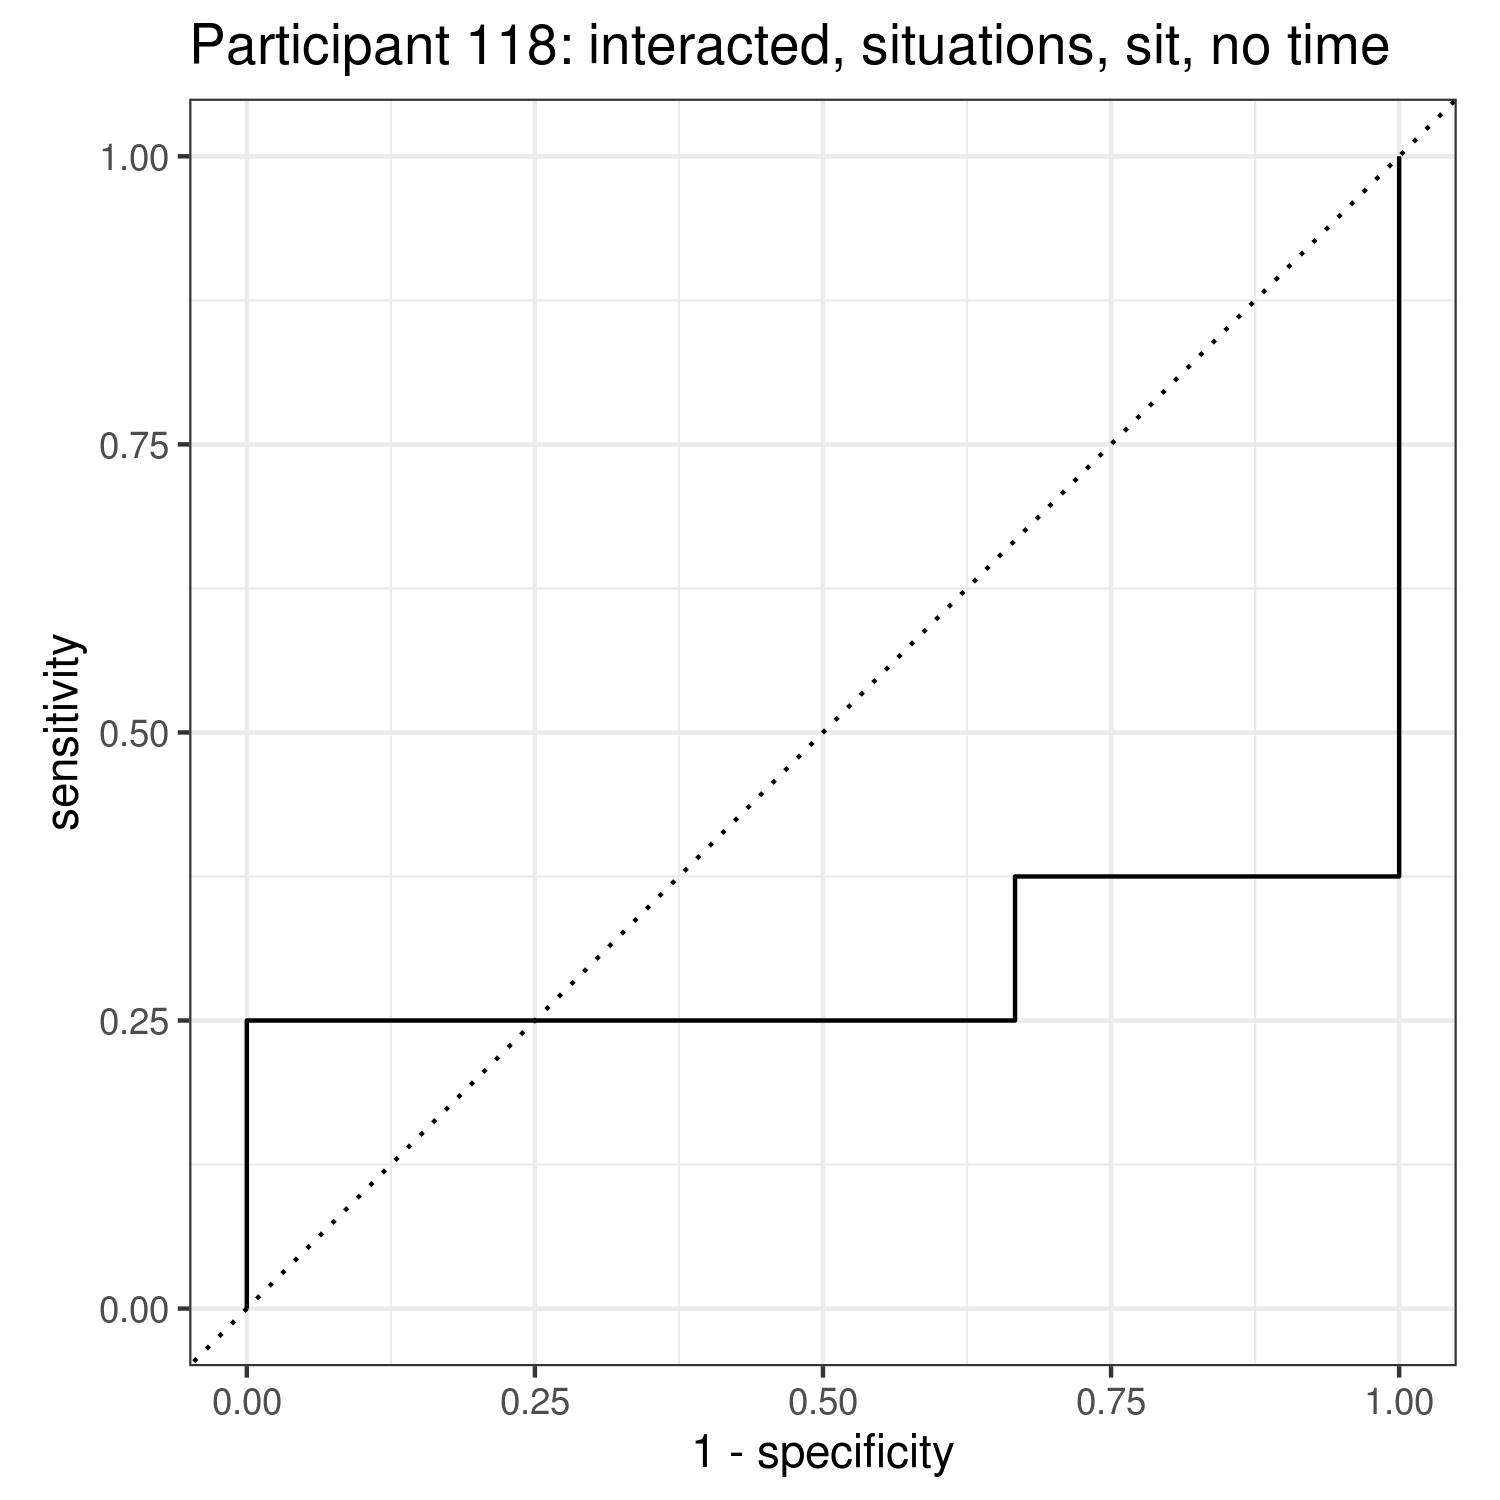 Participant 118: interacted, situations, sit, no time
1.00
0.75
0.50
0.25
0.00
sensitivity
0.00 0.25 0.50 0.75 1.00
1 - specificity